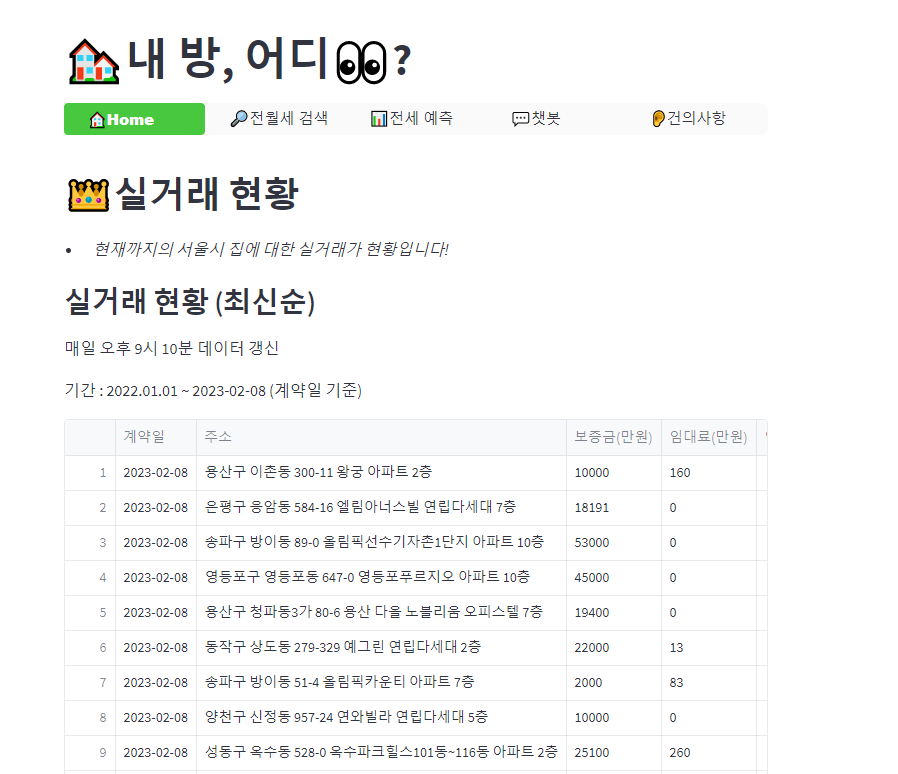 내 방, 어디👀?
Home 전월세 검색 전세 예측 챗봇 건의사항
실거래 현황
• 현재까지의 서울시 집에 대한 실거래가 현황입니다!
실거래 현황 (최신순)
매일 오후 9시 10분 데이터 갱신
기간 : 2022.01.01 ~ 2023-02-08 (계약일 기준)
계약일 주소 보증금(만원) 임대료(만원)
1 2023-02-08 용산구 이촌동 300-11 왕궁 아파트 2층 10000 160
2 2023-02-08 은평구 응암동 584-16 엘림아너스빌 연립다세대 7층 18191 0
3 2023-02-08 송파구 방이동 89-0 올림픽선수기자촌1단지 아파트 10층 53000 0
4 2023-02-08 영등포구 영등포동 647-0 영등포푸르지오 아파트 10층 45000 0
5 2023-02-08 용산구 청파동3가 80-6 용산 다올 노블리움 오피스텔 7층 19400 0
6 2023-02-08 동작구 상도동 279-329 예그린 연립다세대 2층 22000 13
7 2023-02-08 송파구 방이동 51-4 올림픽카운티 아파트 7층 2000 83
8 2023-02-08 양천구 신정동 957-24 연와빌라 연립다세대 5층 10000 0
9 2023-02-08 성동구 옥수동 528-0 옥수파크힐스101동~116동 아파트 2층 25100 260